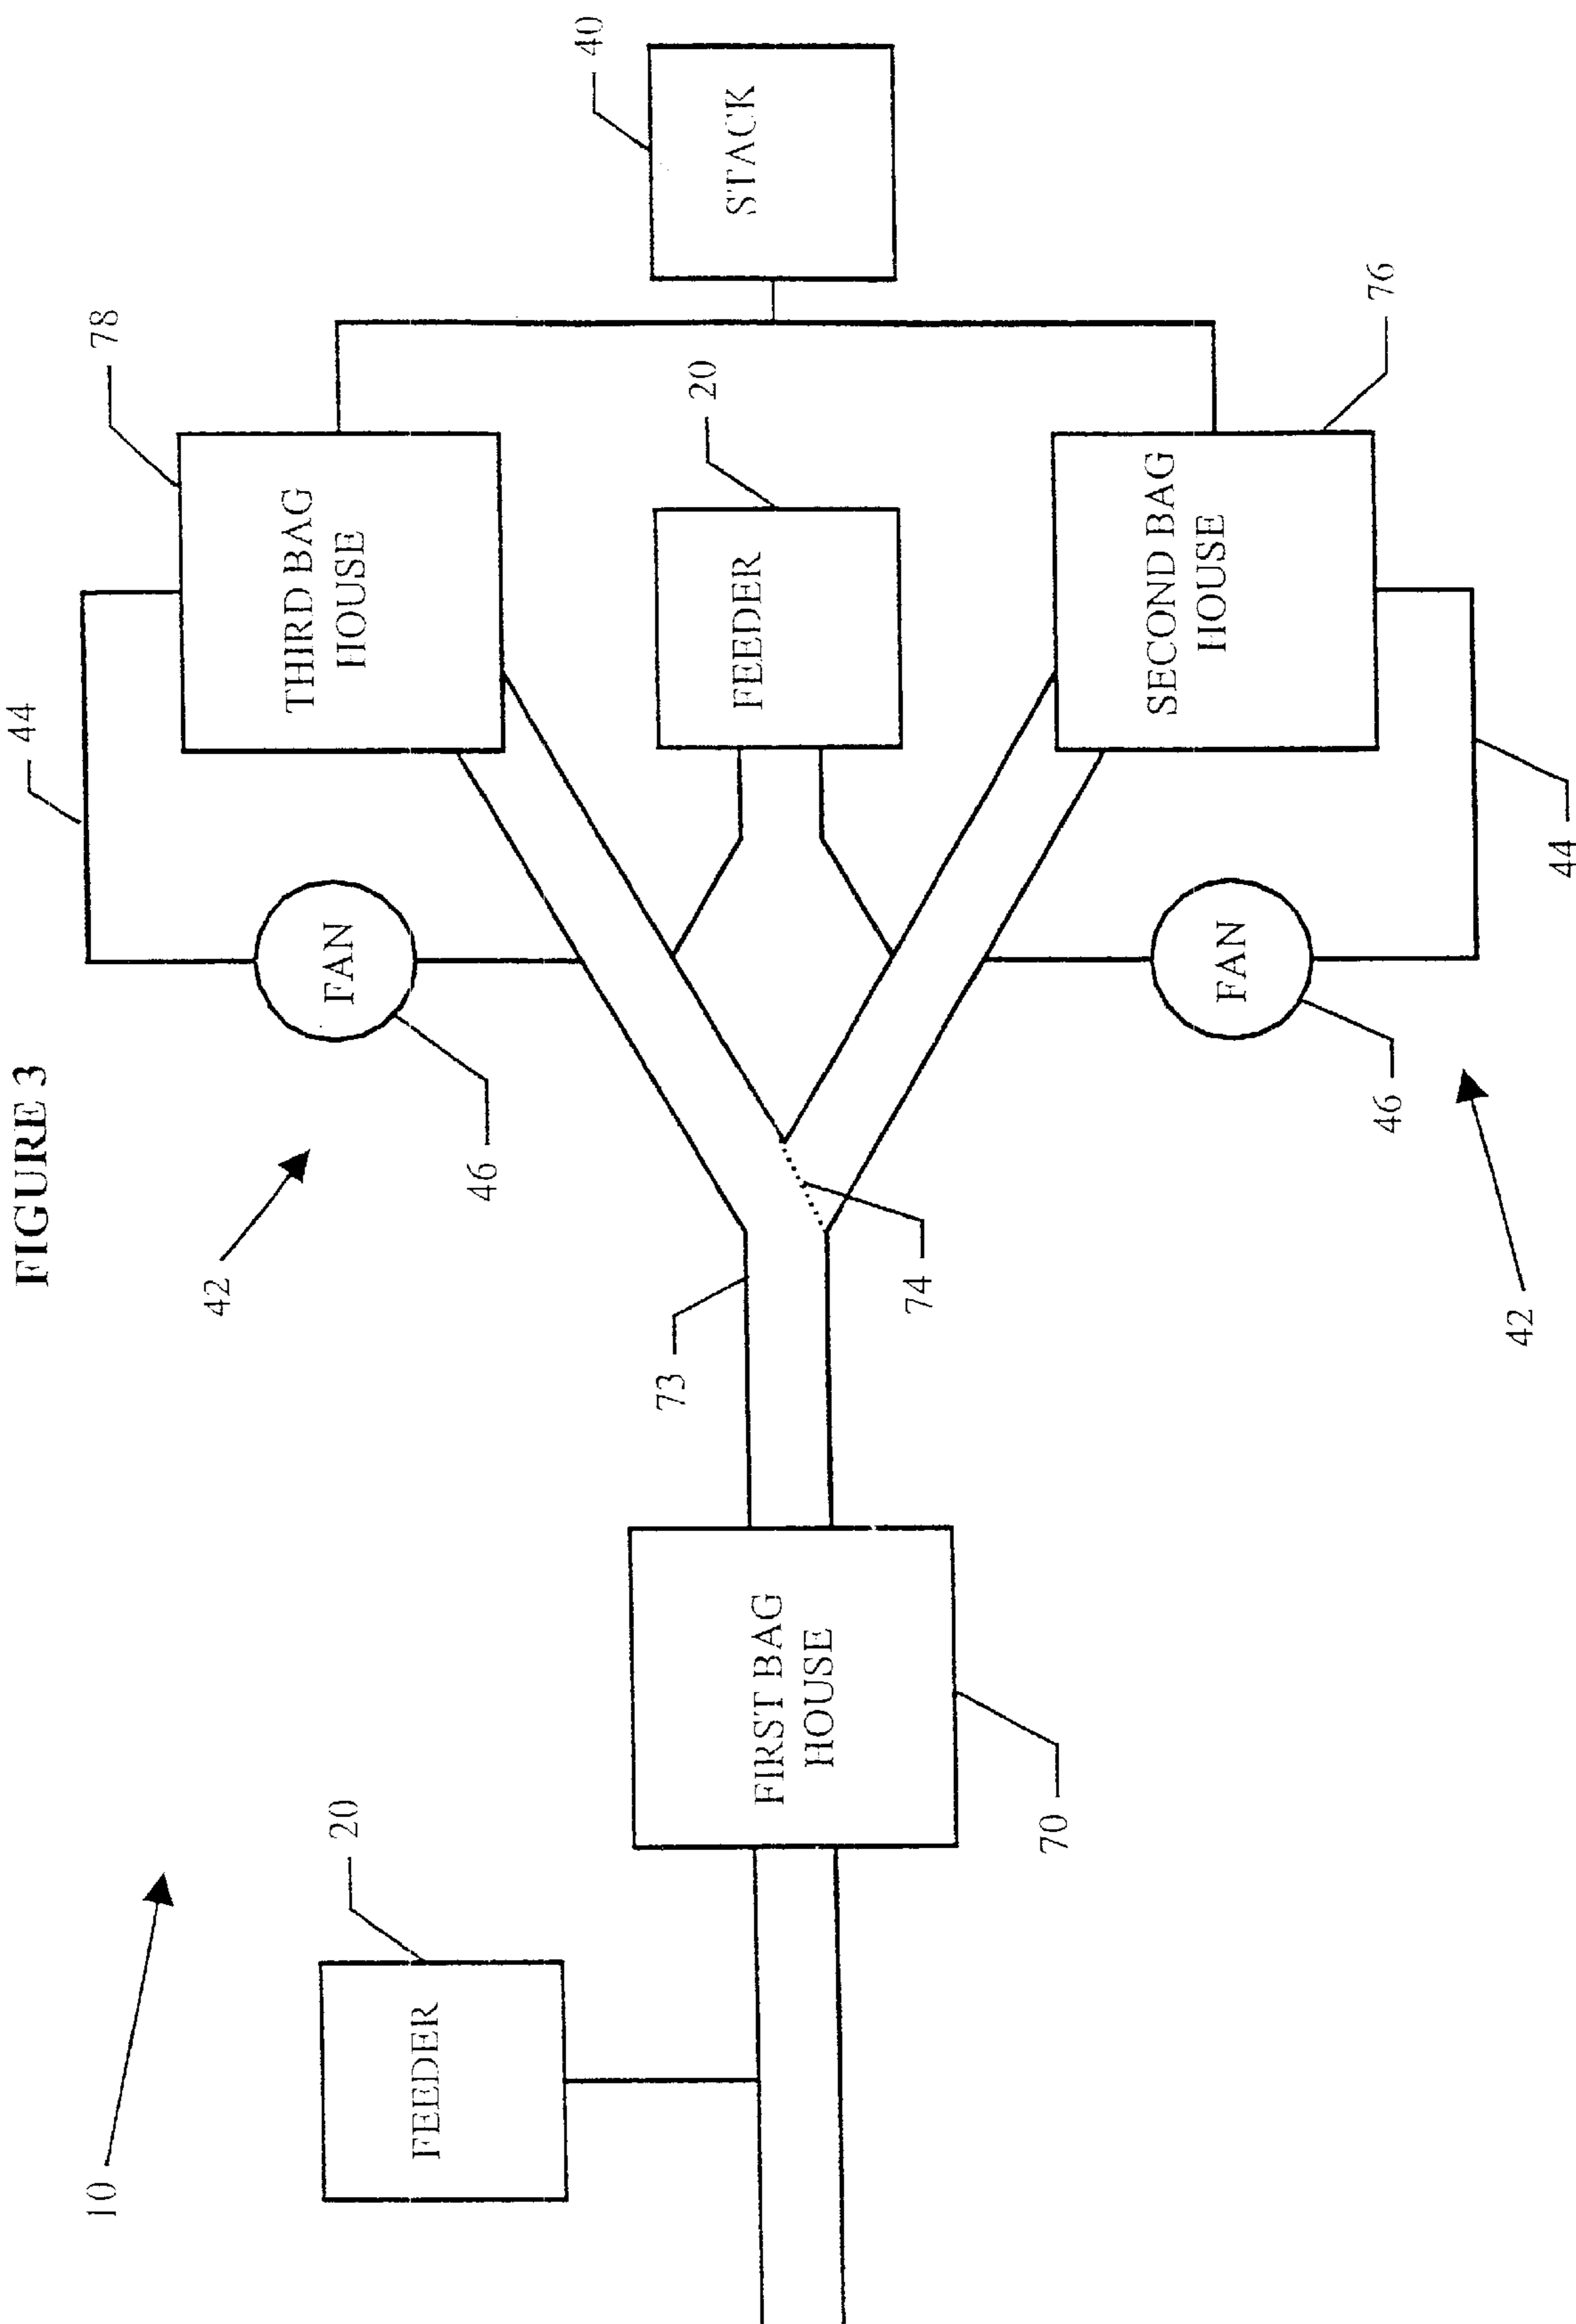 FIGURE 3
10
20
FEEDER
FIRST BAG
HOUSE
70
73
74
42
46
FAN
44
78
THIRD BAG
HOUSE
20
FEEDER
40
STACK
SECOND BAG
HOUSE
76
FAN
46
44
42